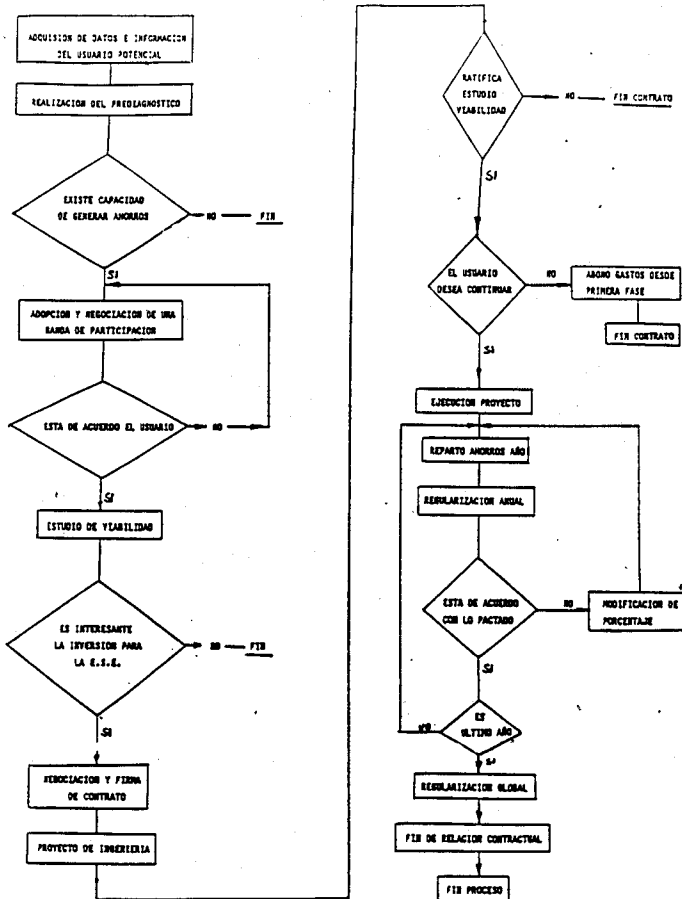 ADQUISION DE DATOS E INFORMACION
DEL USUARIO POTENCIAL
REALIZACION DEL PREDIAGNOSTICO
EXISTE CAPACIDAD
DE GENERAR AHORROS
NO
FIN
SI
ADOPCION Y NEGOCIACION DE UNA
BANDA DE PARTICIPACION
ESTA DE ACUERDO EL USUARIO
NO
SI
ESTUDIO DE VIABILIDAD
ES INTERESANTE
LA INVERSION PARA
LA E.S.E.
NO
FIN
SI
NEGOCIACION Y FIRMA
DE CONTRATO
PROYECTO DE INGENIERIA
RATIFICA
ESTUDIO
VIABILIDAD
NO
FIN CONTRATO
SI
EL USUARIO
DESEA CONTINUAR
NO
ABONO GASTOS DESDE
PRIMERA FASE
FIN CONTRATO
SI
EJECUCION PROYECTO
REPARTO AHORROS AÑO
REGULARIZACION ANUAL
ESTA DE ACUERDO
CON LO PACTADO
NO
MODIFICACION DE
PORCENTAJE
SI
ES
ULTIMO AÑO
NO
SI
REGULARIZACION GLOBAL
FIN DE RELACION CONTRACTUAL
FIN PROCESO